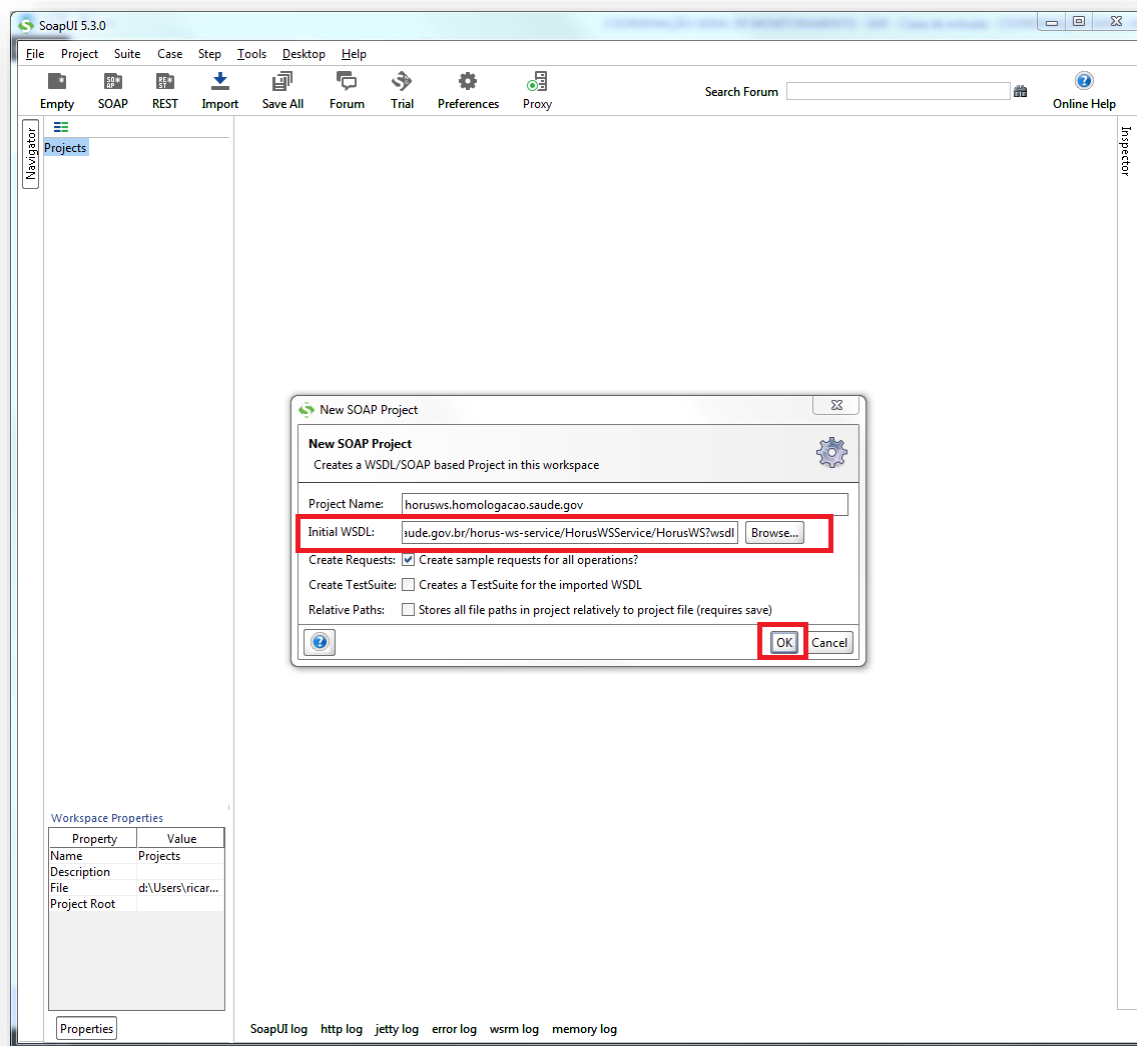 SoapUI 5.3.0
File Project Suite Case Step Tools Desktop Help
Empty SOAP REST Import Save All Forum Trial Preferences Proxy
Search Forum
Online Help
Navigator
Projects
Inspector
New SOAP Project
New SOAP Project
Creates a WSDL/SOAP based Project in this workspace
Project Name: horusws.homologacao.saude.gov
Initial WSDL: aude.gov.br/horus-ws-service/HorusWSService/HorusWS?wsdl Browse...
Create Requests: Create sample requests for all operations?
Create TestSuite: Creates a TestSuite for the imported WSDL
Relative Paths: Stores all file paths in project relatively to project file (requires save)
OK Cancel
Workspace Properties
Property Value
Name Projects
Description
File d:\Users\ricar...
Project Root
Properties
SoapUI log http log jetty log error log wsrm log memory log